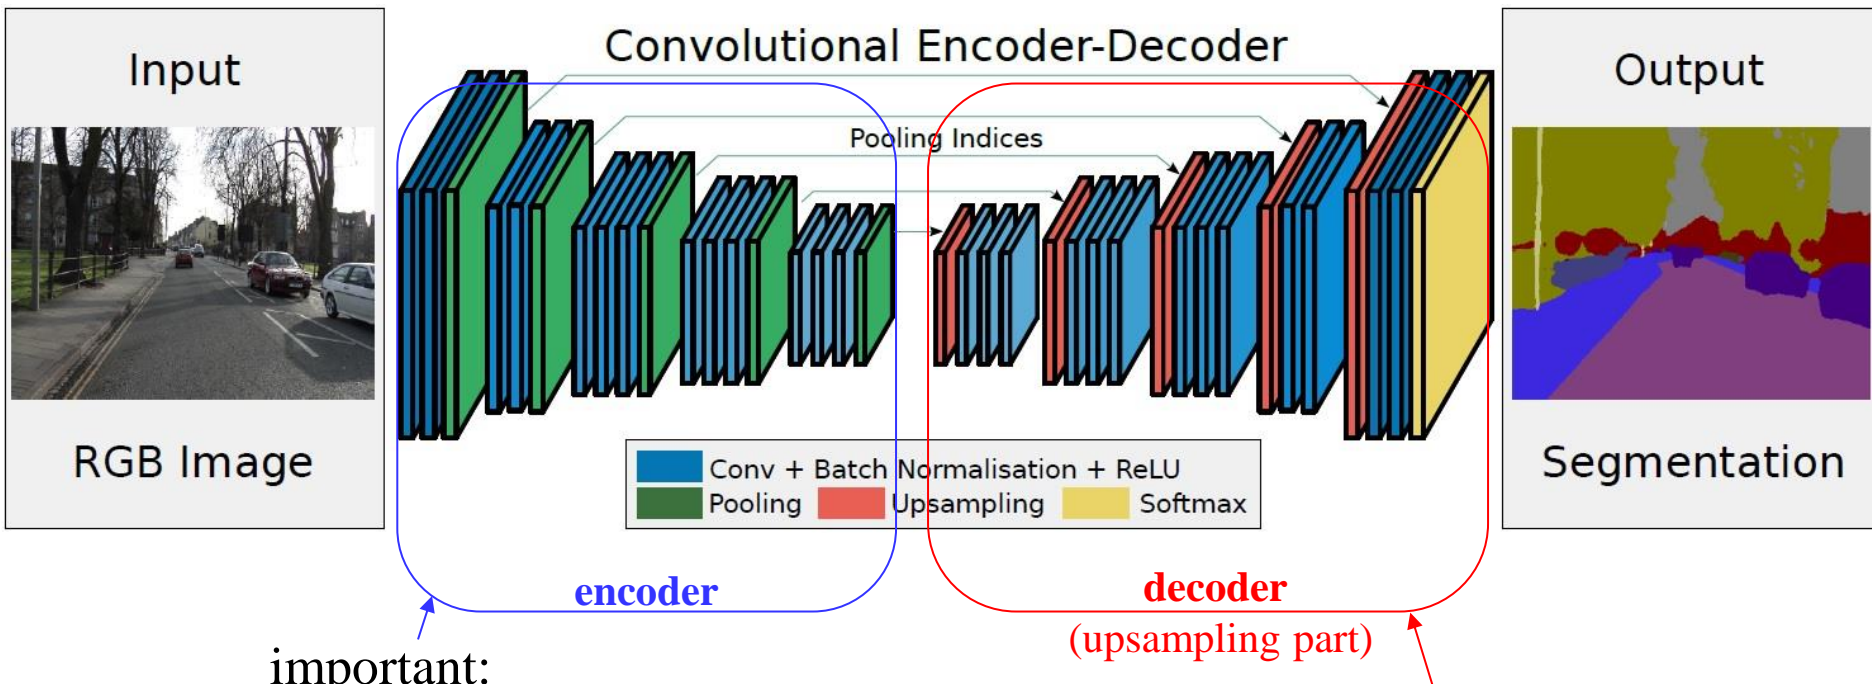 Input
RGB Image
Convolutional Encoder-Decoder
Pooling Indices
Conv + Batch Normalisation + ReLU
Pooling Upsampling Softmax
Output
Segmentation
encoder
decoder
(upsampling part)
important: